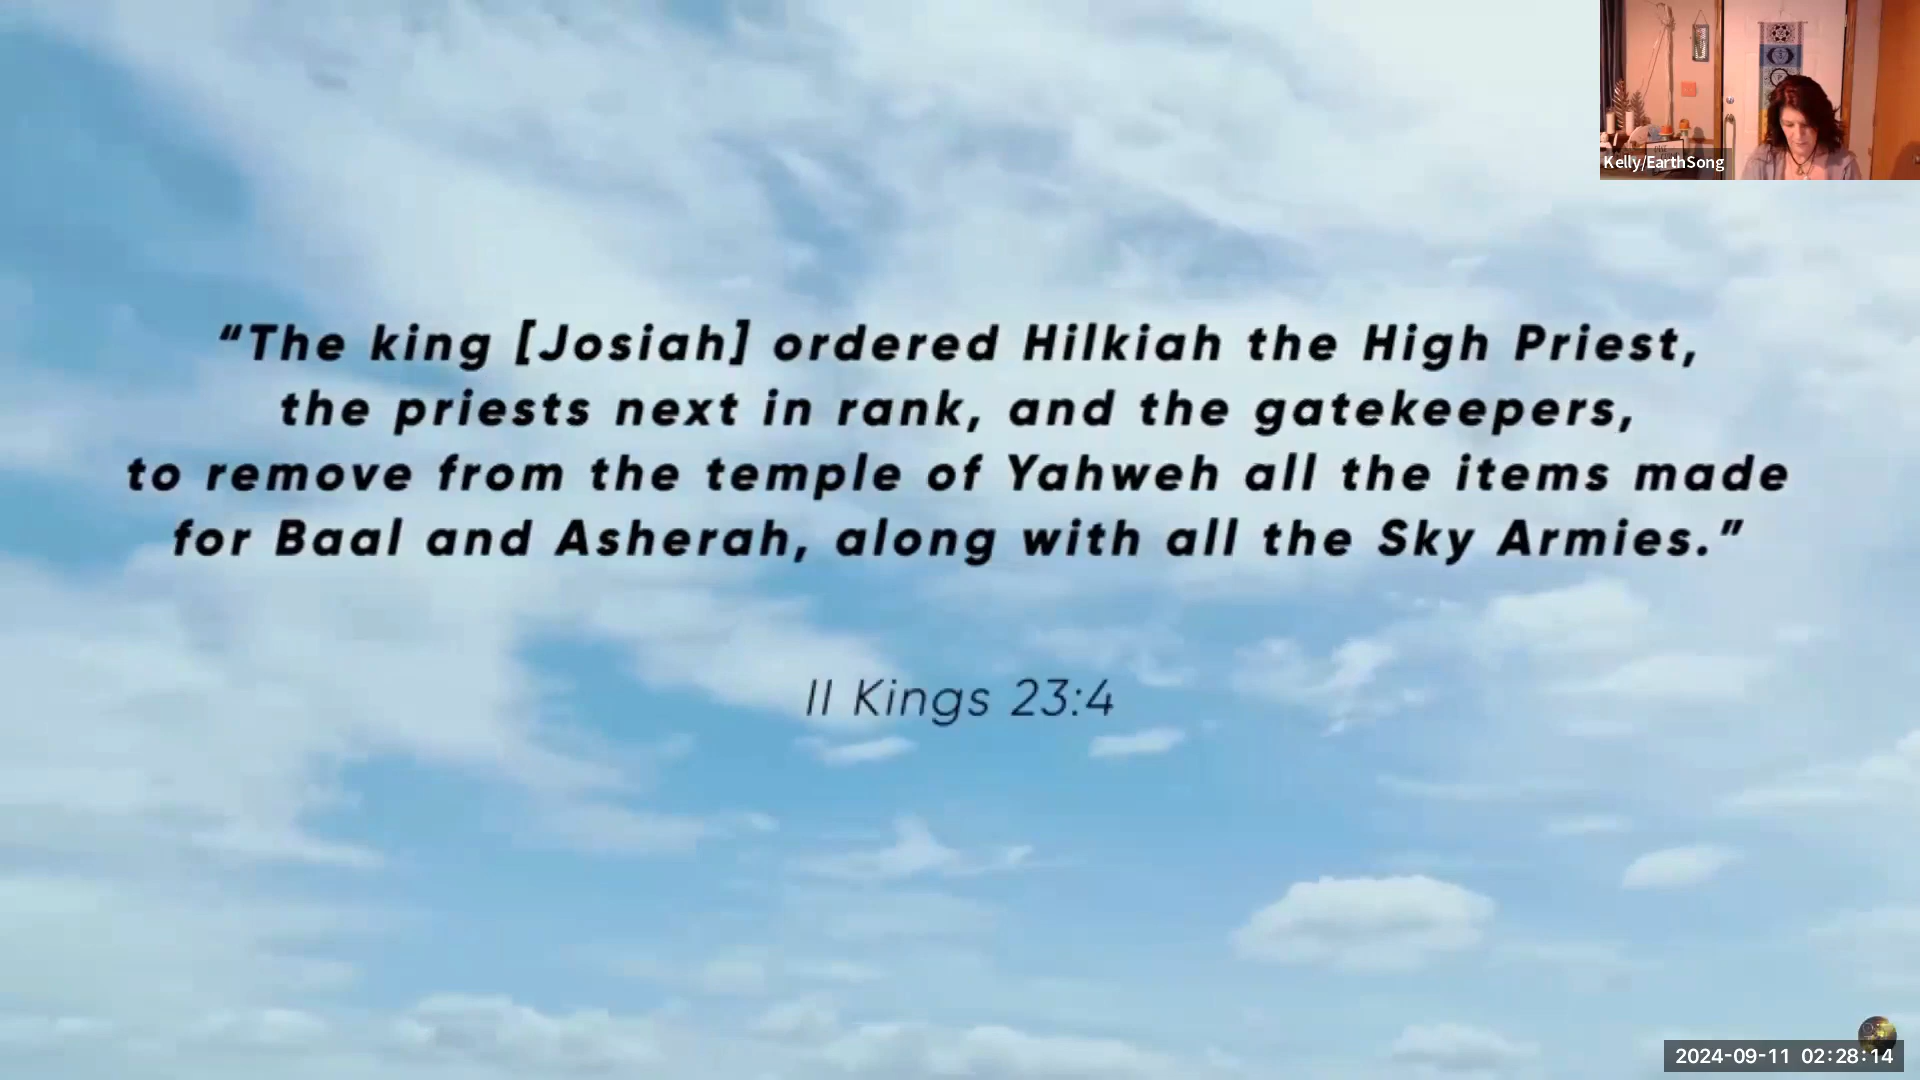 Kelly/EarthSong
“The king [Josiah] ordered Hilkiah the High Priest,
the priests next in rank, and the gatekeepers,
to remove from the temple of Yahweh all the items made
for Baal and Asherah, along with all the Sky Armies.”
II Kings 23:4
2024-09-11 02:28:14